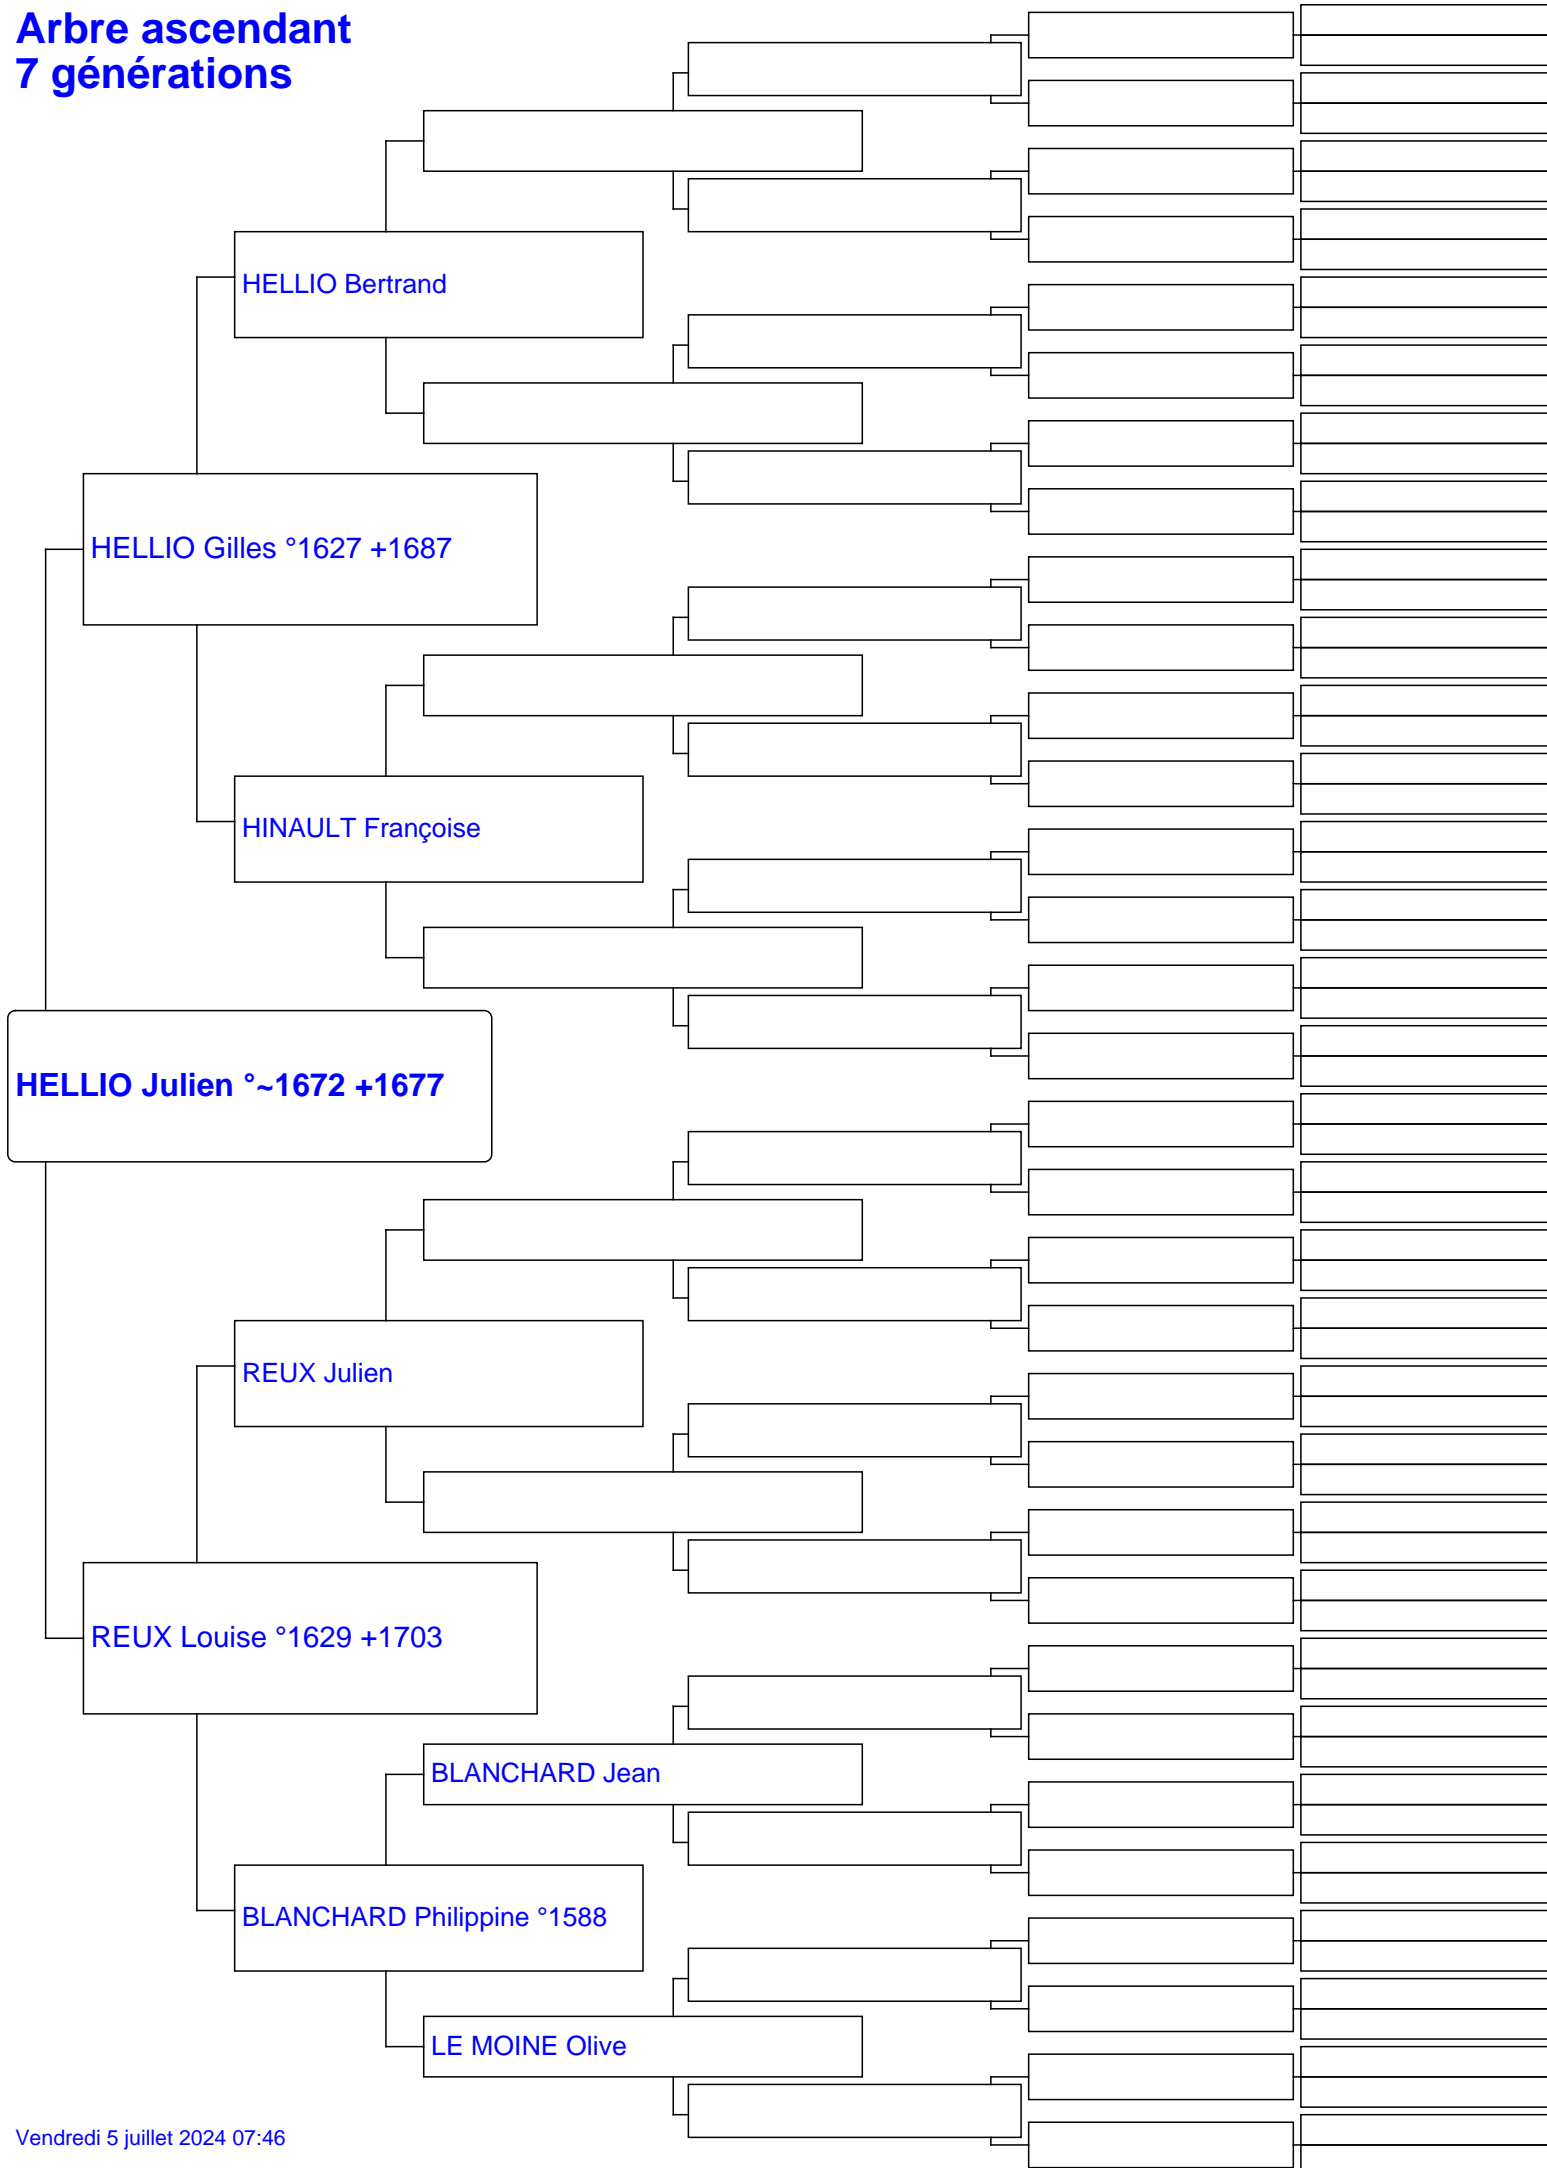 Arbre ascendant
7 générations
HELLIO Bertrand
HELLIO Gilles °1627 +1687
HINAULT Françoise
HELLIO Julien °~1672 +1677
REUX Julien
REUX Louise °1629 +1703
BLANCHARD Jean
BLANCHARD Philippine °1588
LE MOINE Olive
Vendredi 5 juillet 2024 07:46